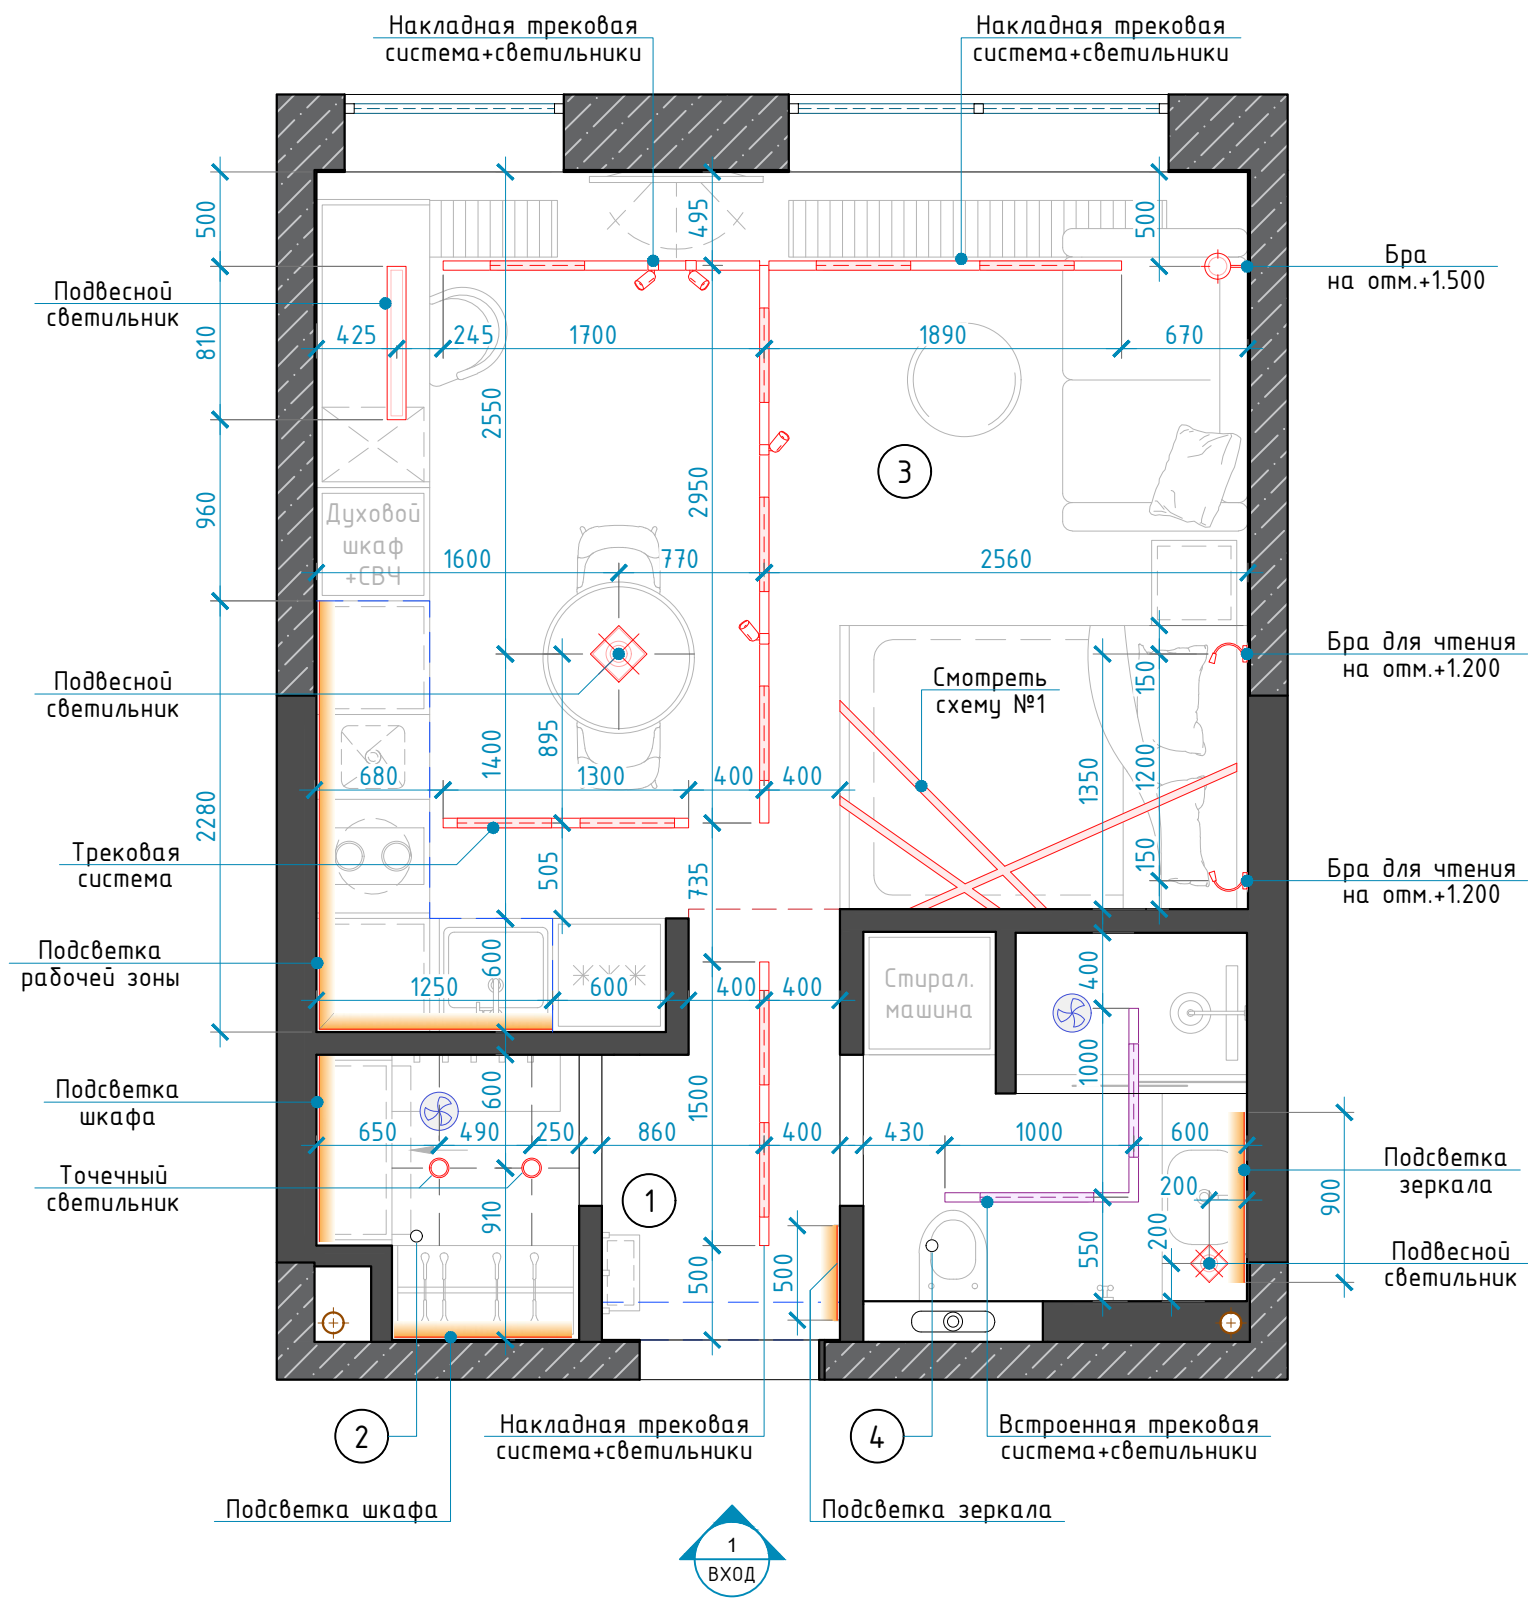 Накладная трековая
система+светильники
Накладная трековая
система+светильники
500
495
500
Бра
на отм.+1.500
Подвесной
светильник
810
425
245
1700
1890
670
2550
2950
3
960
Духовой
шкаф
+СВЧ
1600
770
2560
Подвесной
светильник
Смотреть
схему №1
Бра для чтения
на отм.+1.200
150
895
1400
680
1300
400
400
1350
1200
2280
Трековая
система
505
735
150
Бра для чтения
на отм.+1.200
Подсветка
рабочей зоны
600
1250
600
400
400
Стирал.
машина
400
1000
Подсветка
шкафа
600
1500
650
490
250
860
400
430
1000
600
Точечный
светильник
910
1
500
500
550
200
200
900
Подсветка
зеркала
Подвесной
светильник
2
Накладная трековая
система+светильники
4
Встроенная трековая
система+светильники
Подсветка шкафа
Подсветка зеркала
1
ВХОД